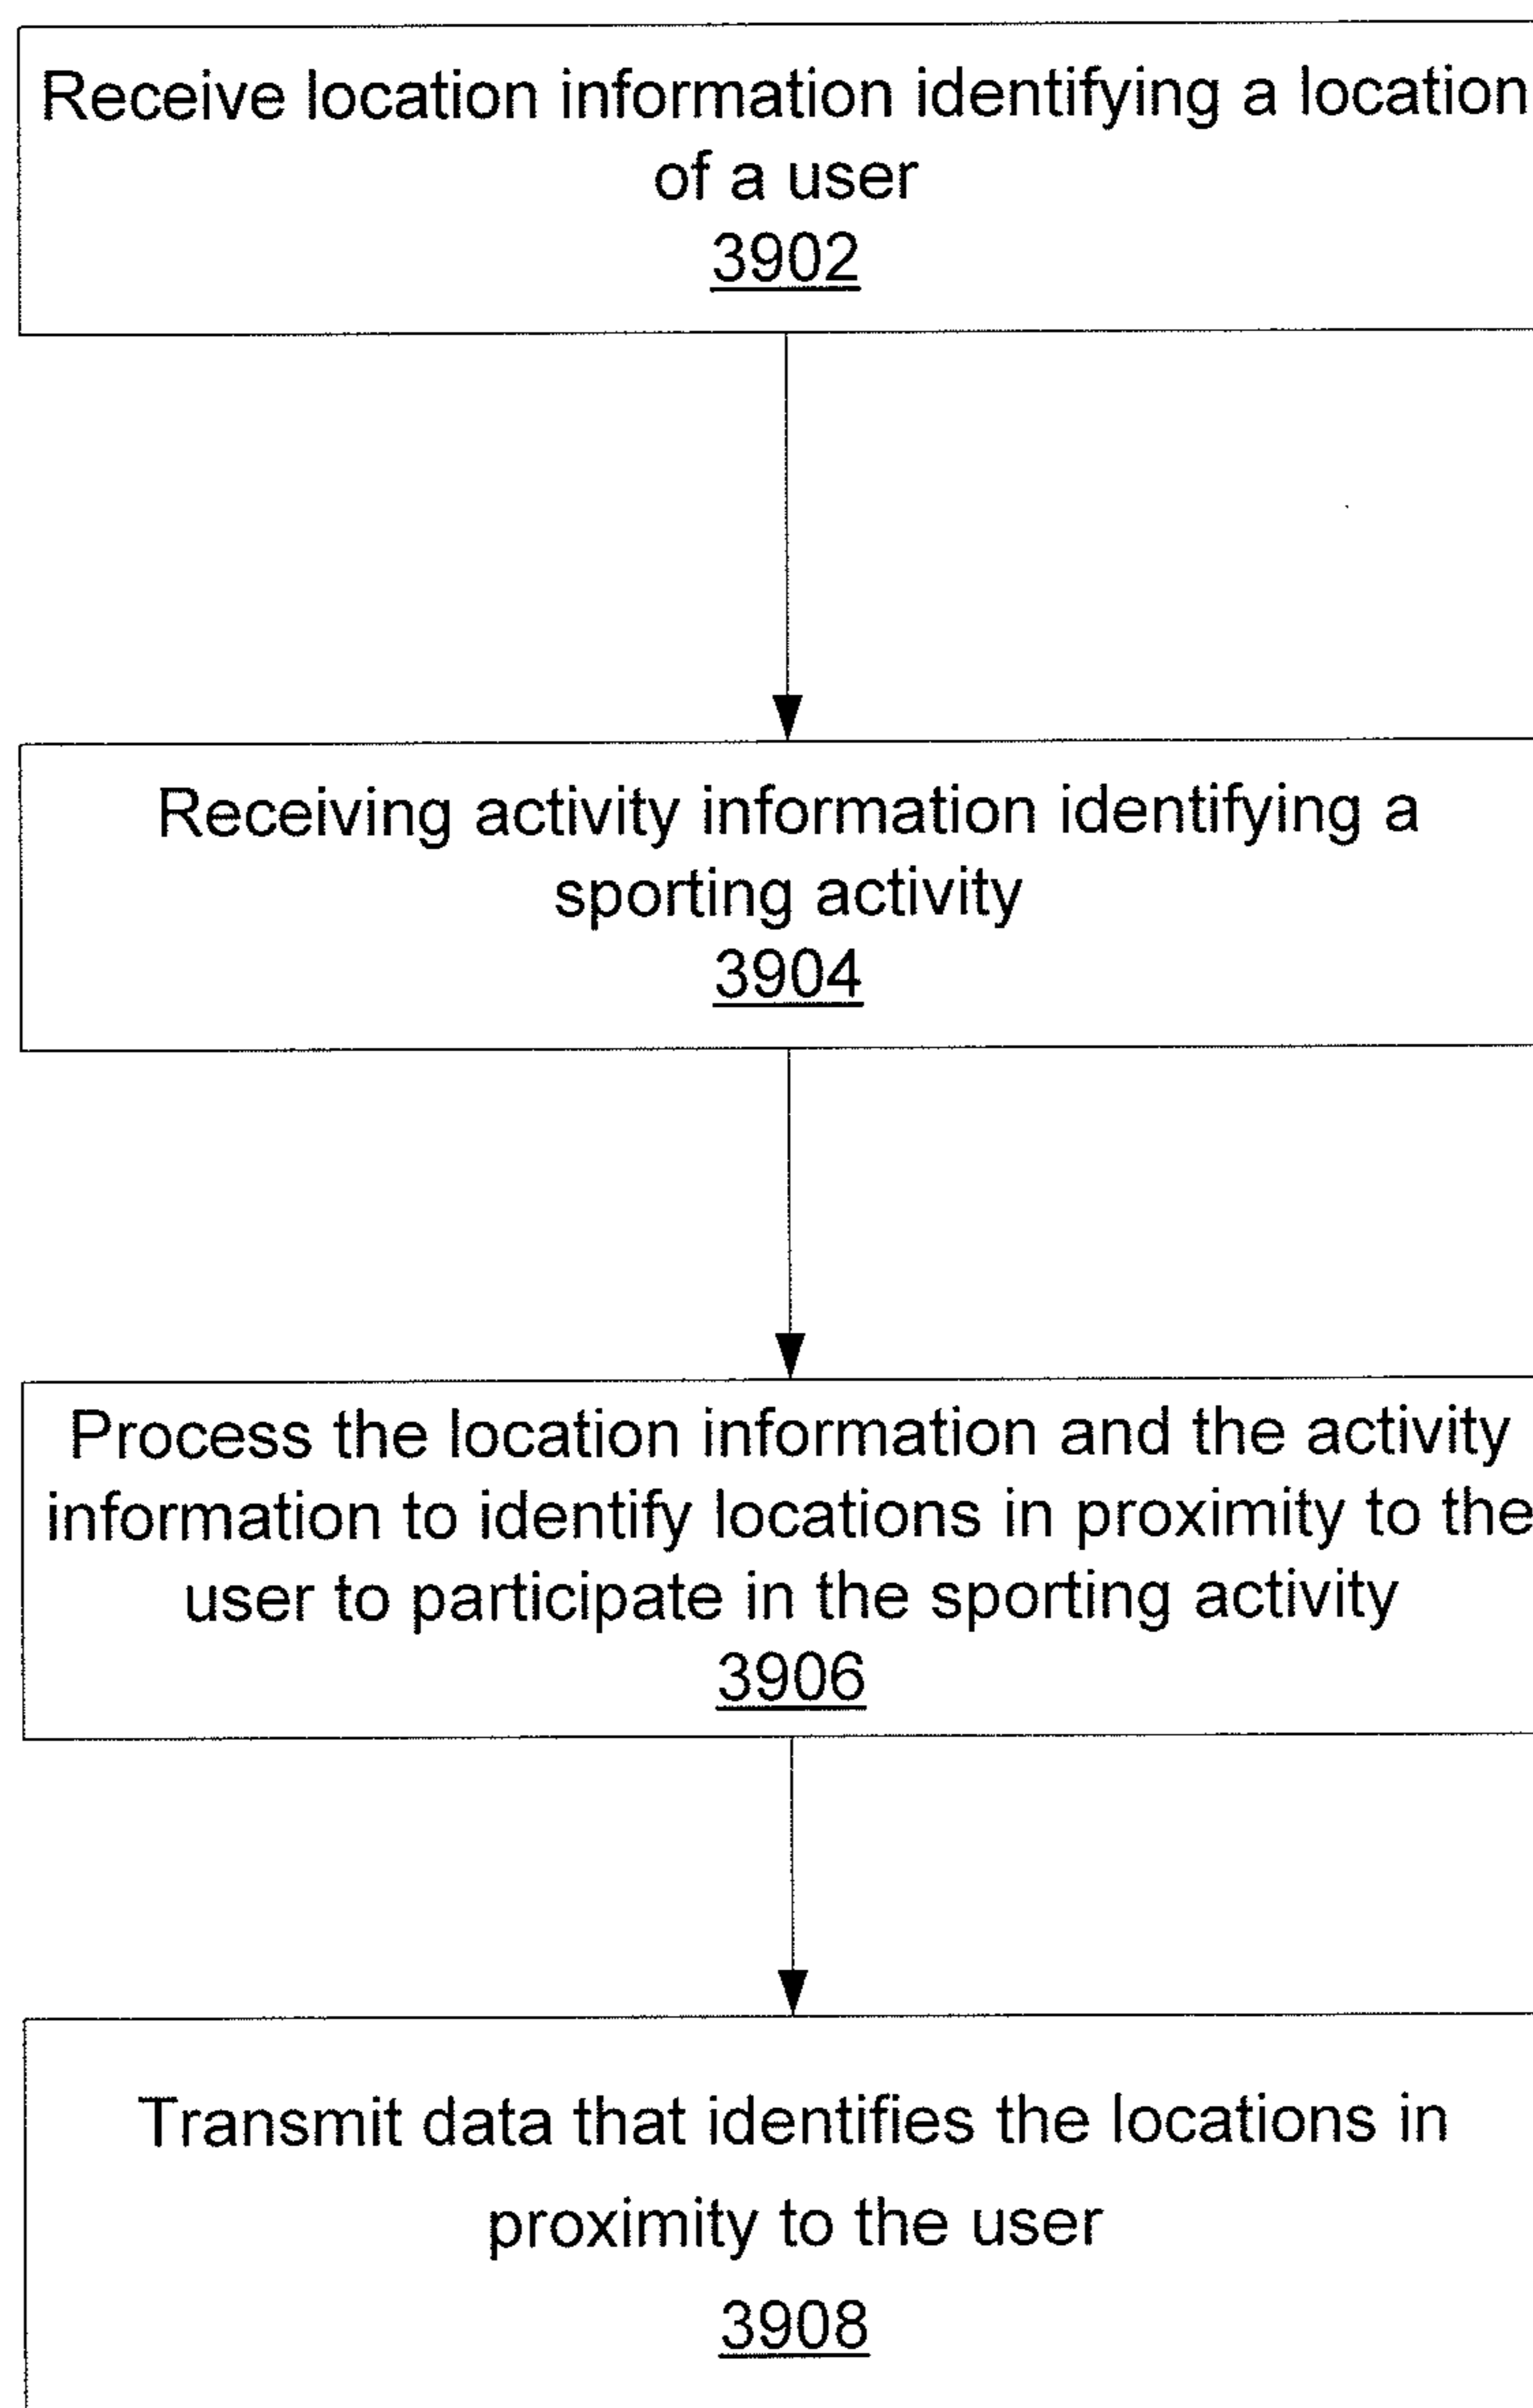 Receive location information identifying a location
of a user
3902
Receiving activity information identifying a
sporting activity
3904
Process the location information and the activity
information to identify locations in proximity to the
user to participate in the sporting activity
3906
Transmit data that identifies the locations in
proximity to the user
3908